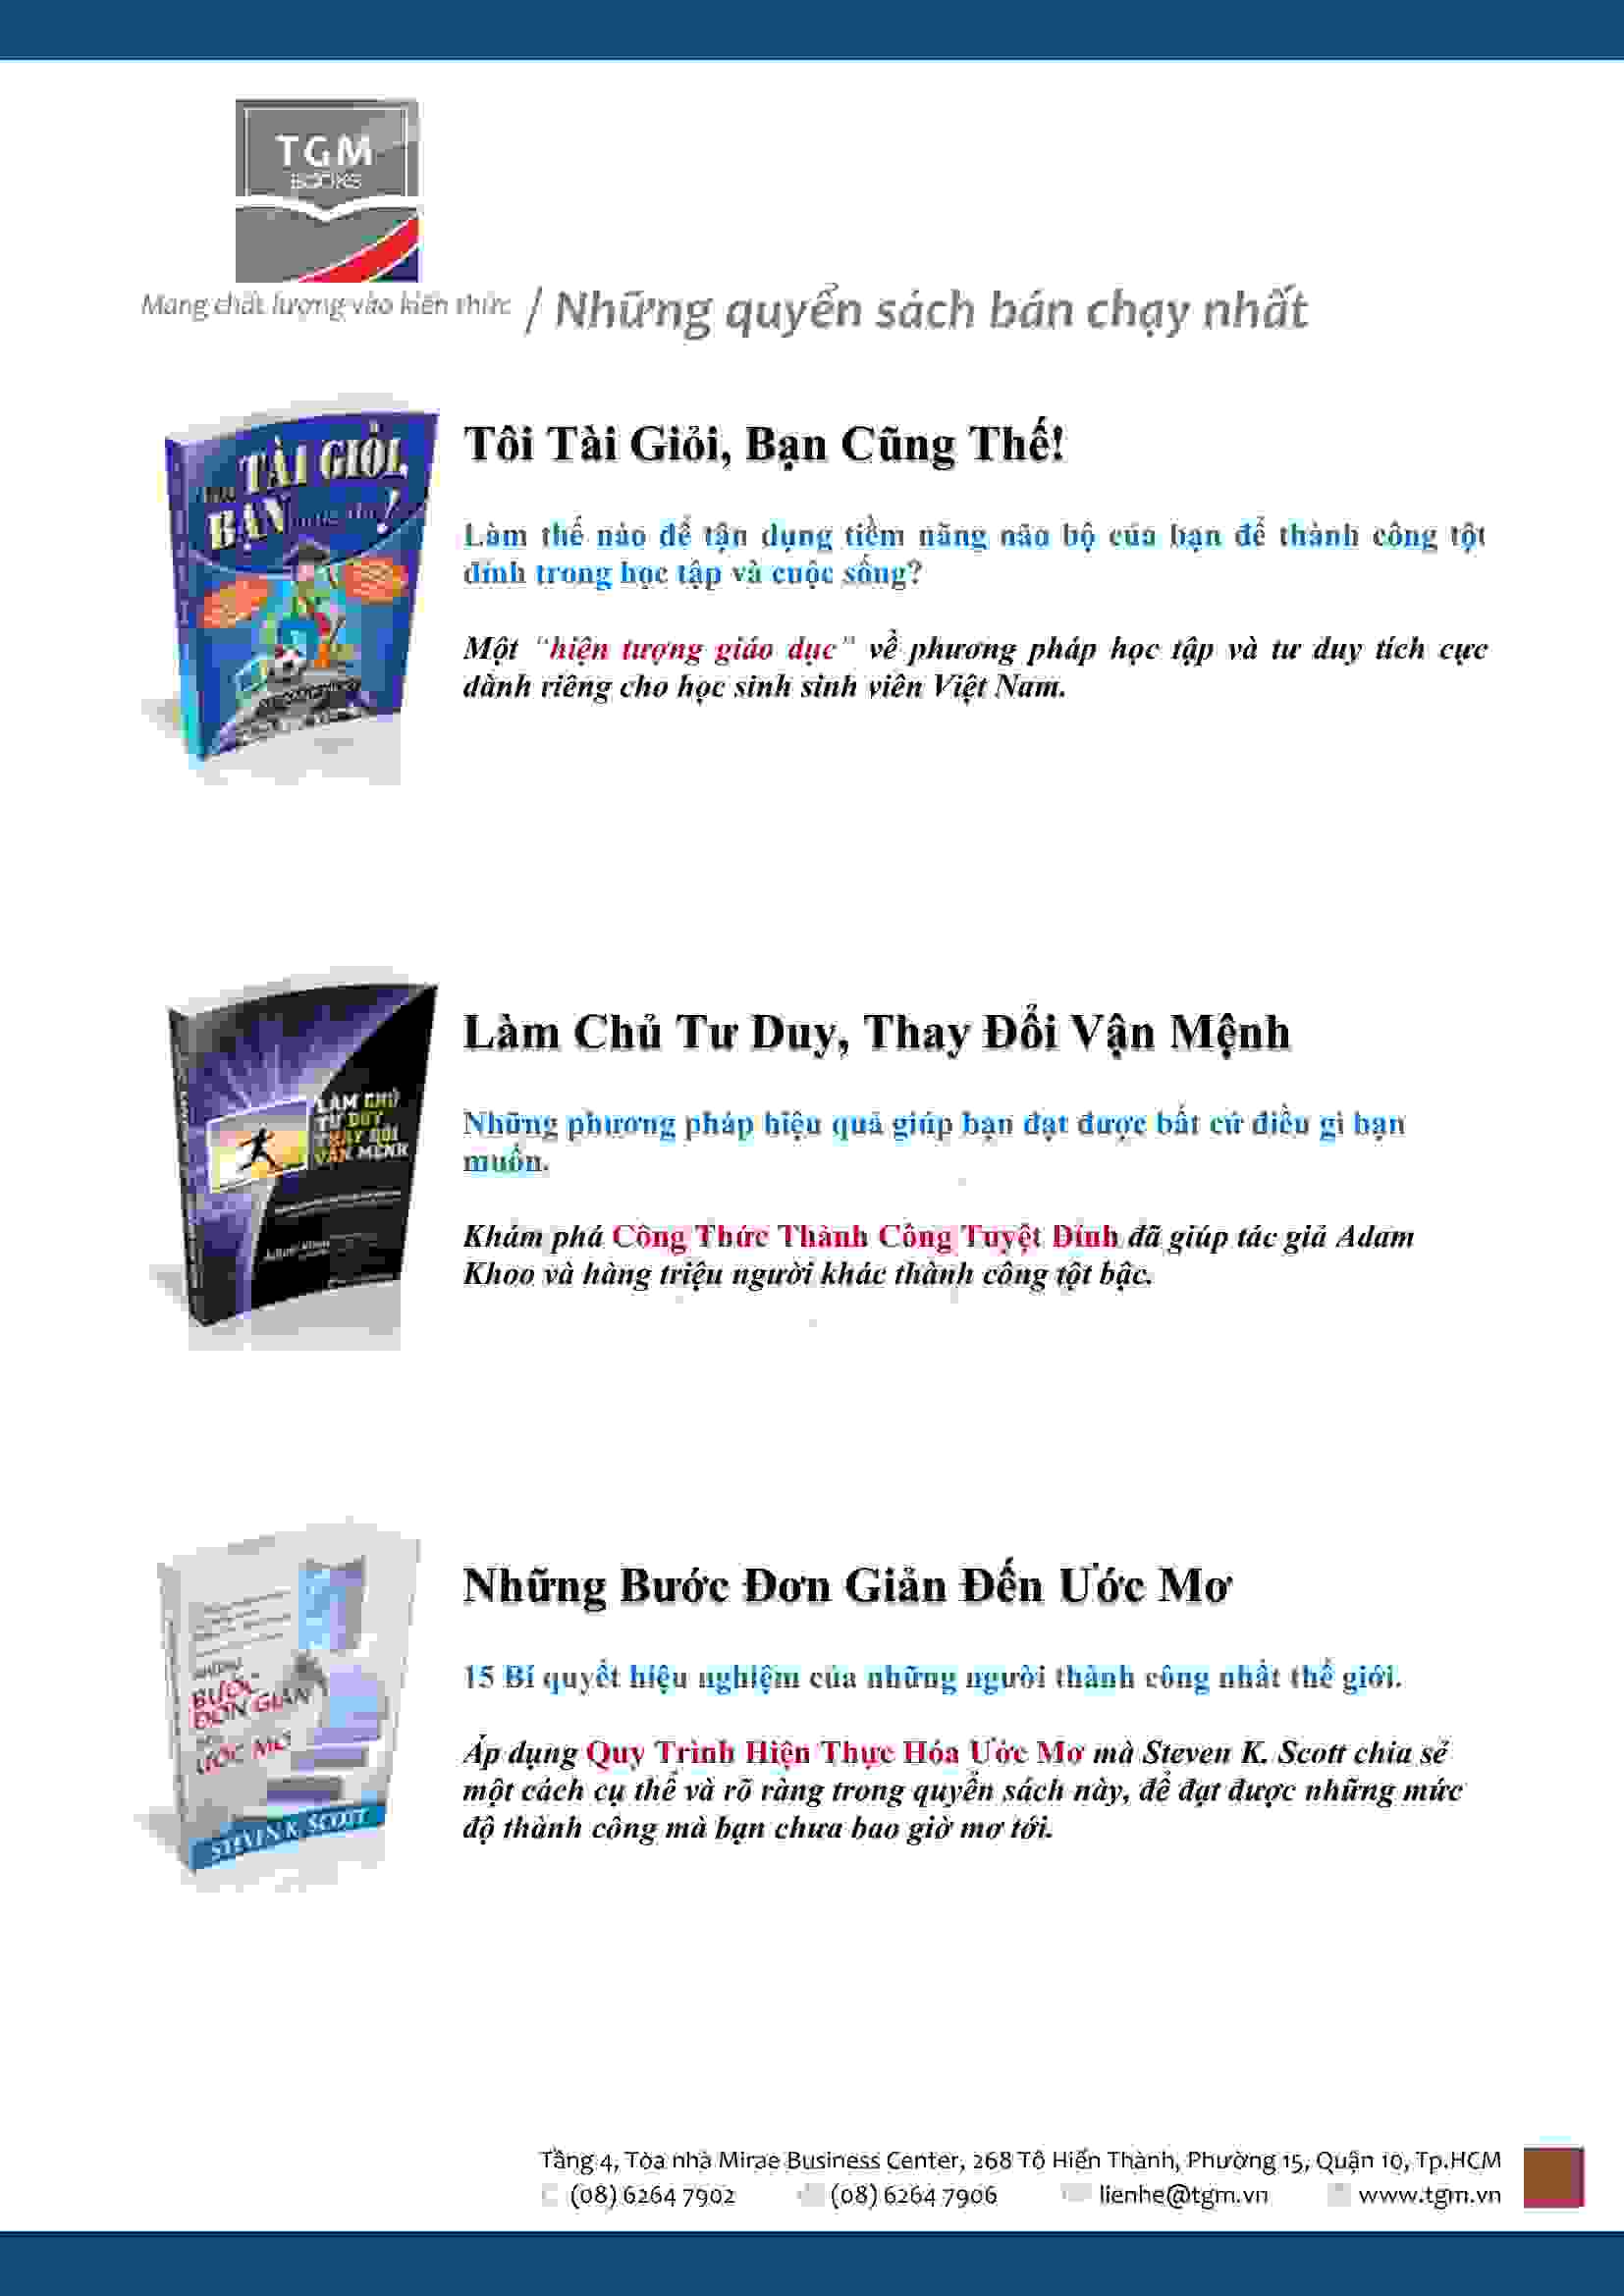 TGM
BOOKS
Mang chất lượng vào kiến thức / Những quyển sách bán chạy nhất
TÀI GIỎI,
BẠN !
Tôi Tài Giỏi, Bạn Cũng Thế!
Làm thế nào để tận dụng tiềm năng não bộ của bạn để thành công tột
đỉnh trong học tập và cuộc sống?
Một "hiện tượng giáo dục" về phương pháp học tập và tư duy tích cực
dành riêng cho học sinh sinh viên Việt Nam.
LÀM CHỦ
TƯ DUY
THAY ĐỔI
VẬN MỆNH
Làm Chủ Tư Duy, Thay Đổi Vận Mệnh
Những phương pháp hiệu quả giúp bạn đạt được bất cứ điều gì bạn
muốn.
Khám phá Công Thức Thành Công Tuyệt Đỉnh đã giúp tác giả Adam
Khoo và hàng triệu người khác thành công tột bậc.
NHỮNG
BƯỚC
ĐƠN GIẢN
ƯỚC MƠ
STEVEN K. SCOTT
Những Bước Đơn Giản Đến Ước Mơ
15 Bí quyết hiệu nghiệm của những người thành công nhất thế giới.
Áp dụng Quy Trình Hiện Thực Hóa Ước Mơ mà Steven K. Scott chia sẻ
một cách cụ thể và rõ ràng trong quyển sách này, để đạt được những mức
độ thành công mà bạn chưa bao giờ mơ tới.
Tầng 4, Tòa nhà Mirae Business Center, 268 Tô Hiến Thành, Phường 15, Quận 10, Tp.HCM
(08) 6264 7902 (08) 6264 7906 lienhe@tgm.vn www.tgm.vn